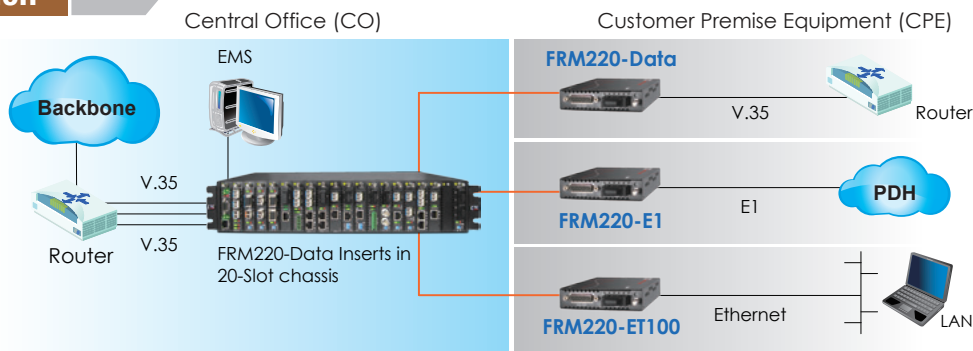 Central Office (CO)
Customer Premise Equipment (CPE)
EMS
Backbone
V.35
V.35
Router
FRM220-Data Inserts in
20-Slot chassis
FRM220-Data
V.35
Router
FRM220-E1
E1
PDH
FRM220-ET100
Ethernet
LAN